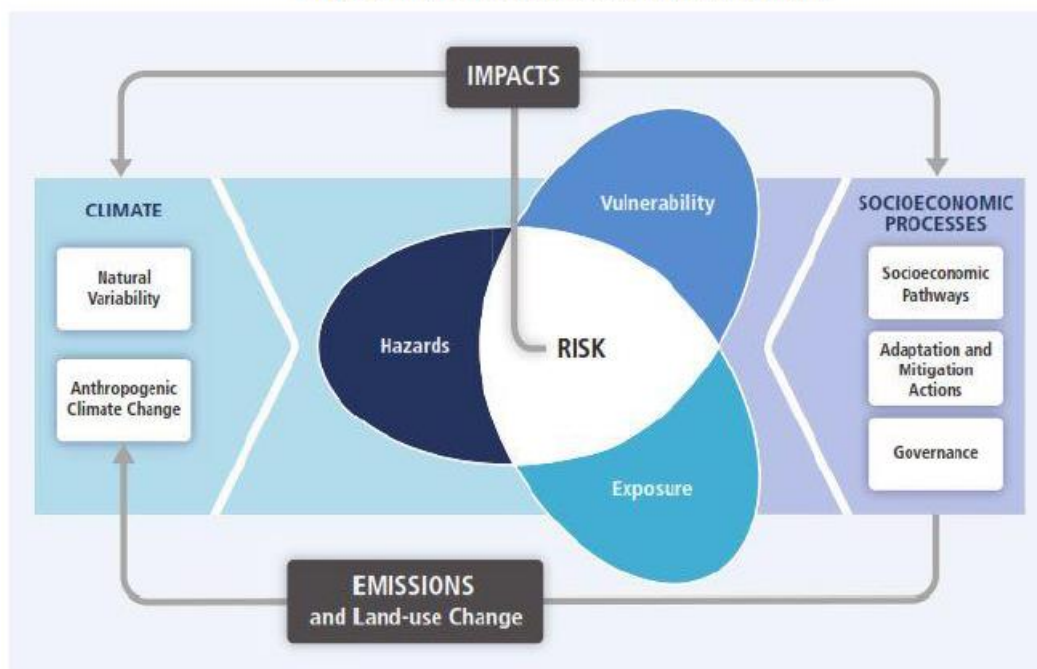 IMPACTS
CLIMATE
Natural
Variability
Anthropogenic
Climate Change
Vulnerability
Hazards
RISK
Exposure
SOCIOECONOMIC
PROCESSES
Socioeconomic
Pathways
Adaptation and
Mitigation
Actions
Governance
EMISSIONS
and Land-use Change